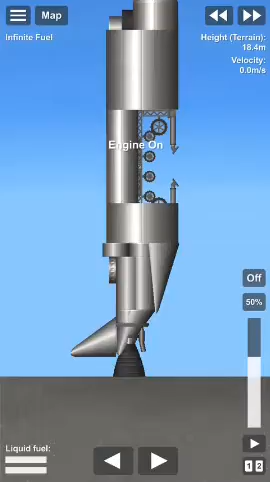 Map
Infinite Fuel
Height (Terrain):
18.4m
Velocity:
0.0m/s
Engine On
Off
50%
Liquid fuel:
1 2